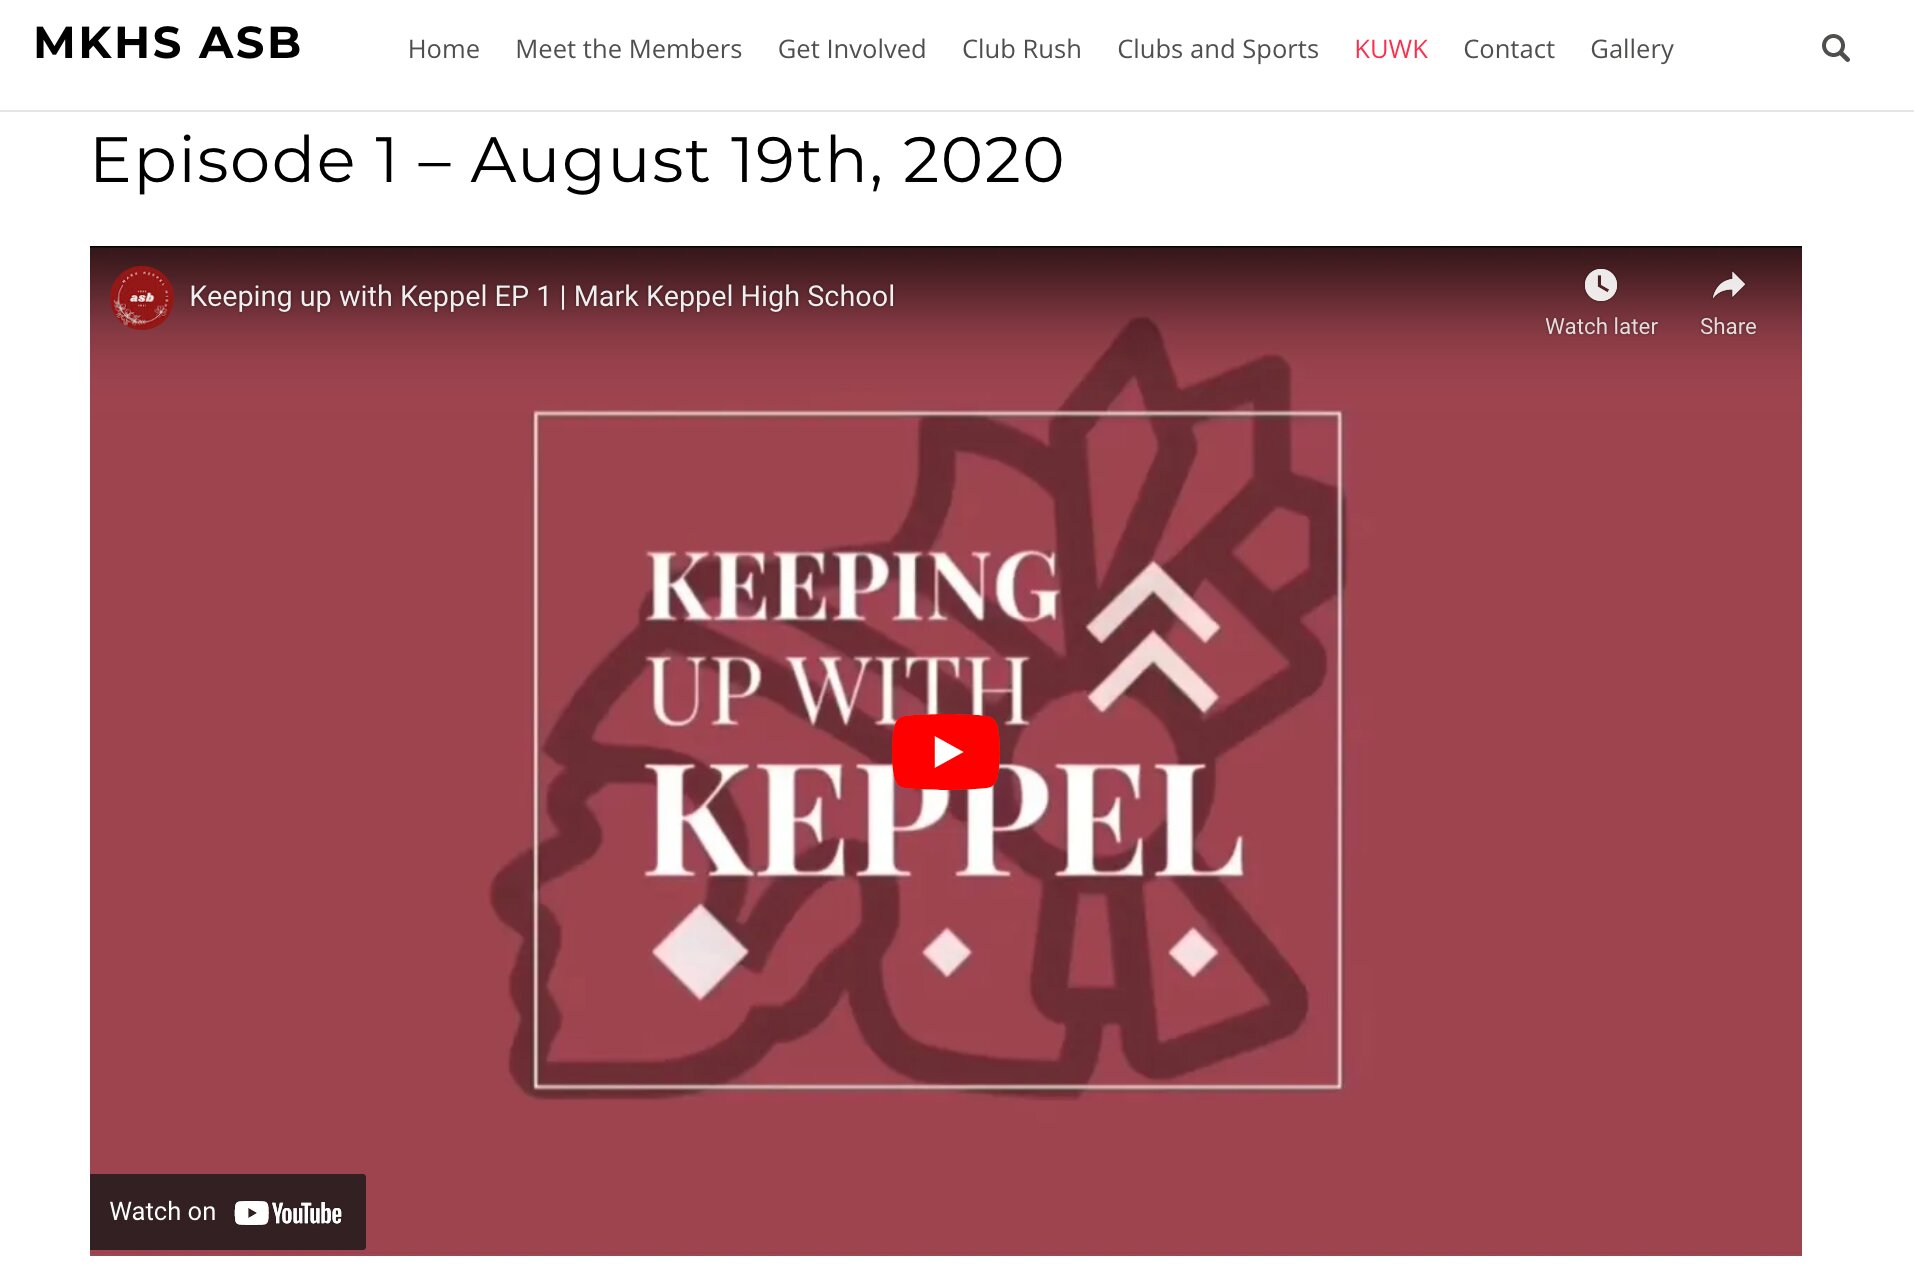 MKHS ASB
Home Meet the Members Get Involved Club Rush Clubs and Sports KUWK Contact Gallery
Episode 1 – August 19th, 2020
asb
Keeping up with Keppel EP 1 | Mark Keppel High School
Watch later
Share
KEEPING
UP WITH
KEPPEL
Watch on YouTube